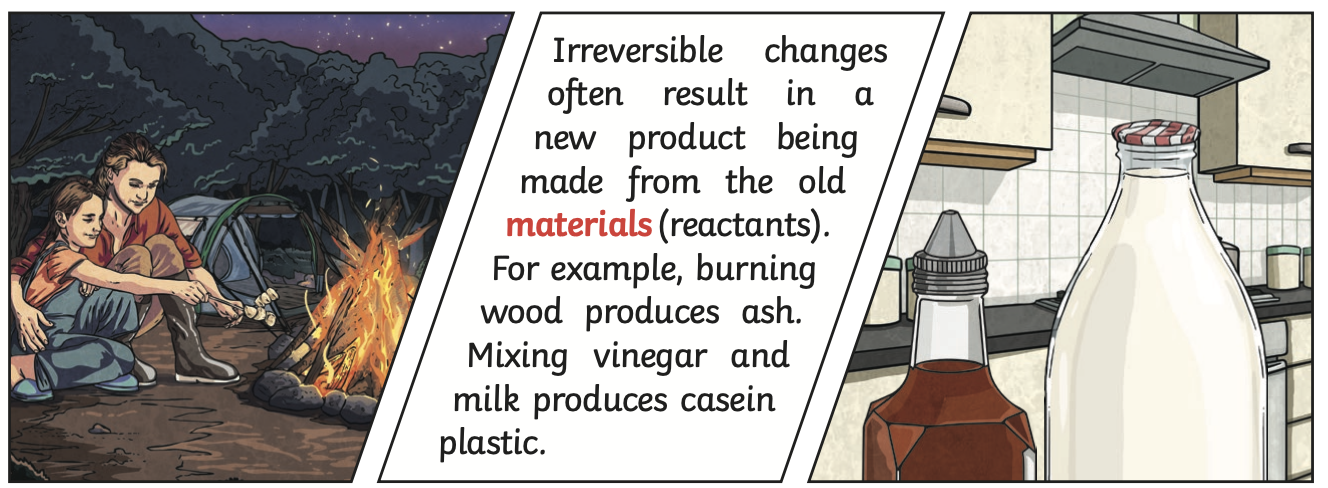 Irreversible changes
often result in a
new product being
made from the old
materials (reactants).
For example, burning
wood produces ash.
Mixing vinegar and
milk produces casein
plastic.